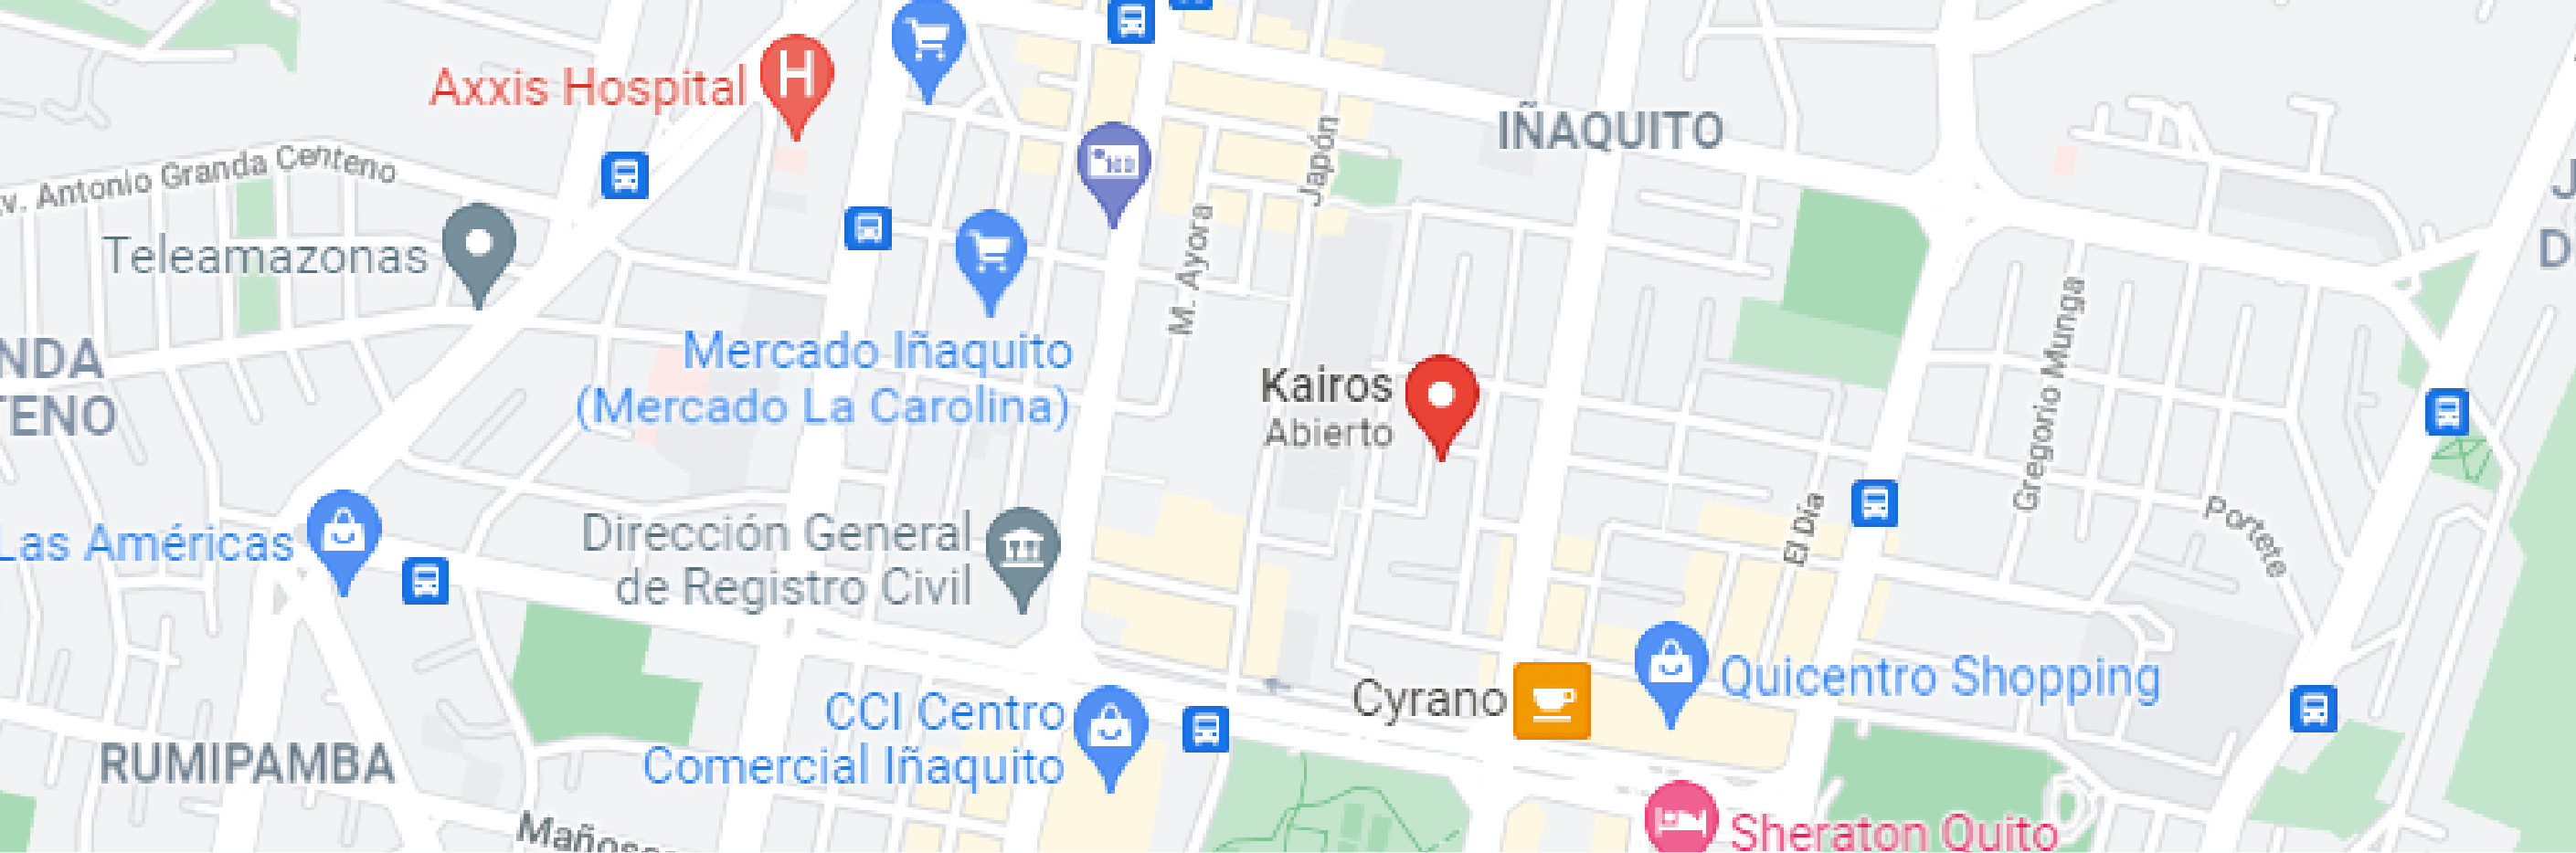 Axxis Hospital
H
IÑAQUITO
Japón
v. Antonio Granda Centeno
Teleamazonas
M. Ayora
Gregorio Munga
Mercado Iñaquito
(Mercado La Carolina)
NDA
TENO
Kairos
Abierto
J
D
El Día
Portete
Las Américas
Dirección General
de Registro Civil
Cyrano
Quicentro Shopping
CCI Centro
Comercial Iñaquito
RUMIPAMBA
Sheraton Quito